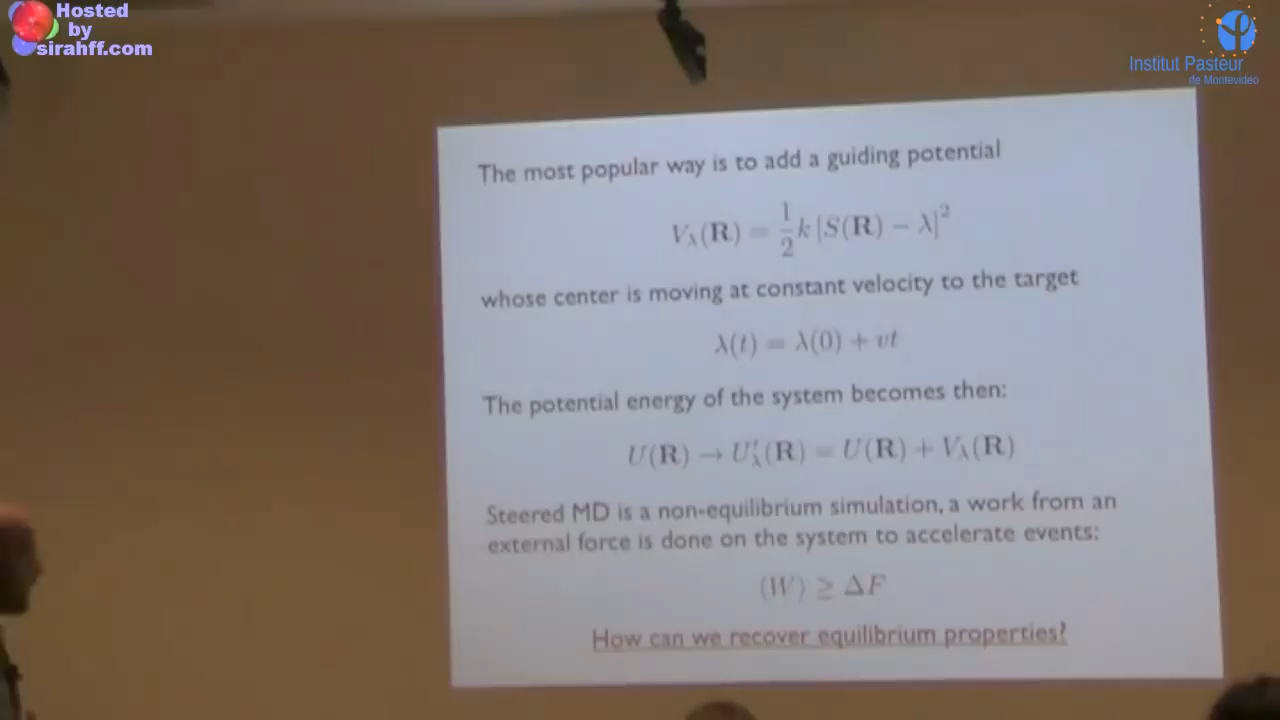 Hosted
by
sirahff.com
Institut Pasteur
de Montevideo
The most popular way is to add a guiding potential
V_λ(R) = 1/2 k |S(R) − λ|²
whose center is moving at constant velocity to the target
λ(t) = λ(0) + vt
The potential energy of the system becomes then:
U(R) → U'_λ(R) = U(R) + V_λ(R)
Steered MD is a non-equilibrium simulation, a work from an
external force is done on the system to accelerate events:
⟨W⟩ ≥ ΔF
How can we recover equilibrium properties?